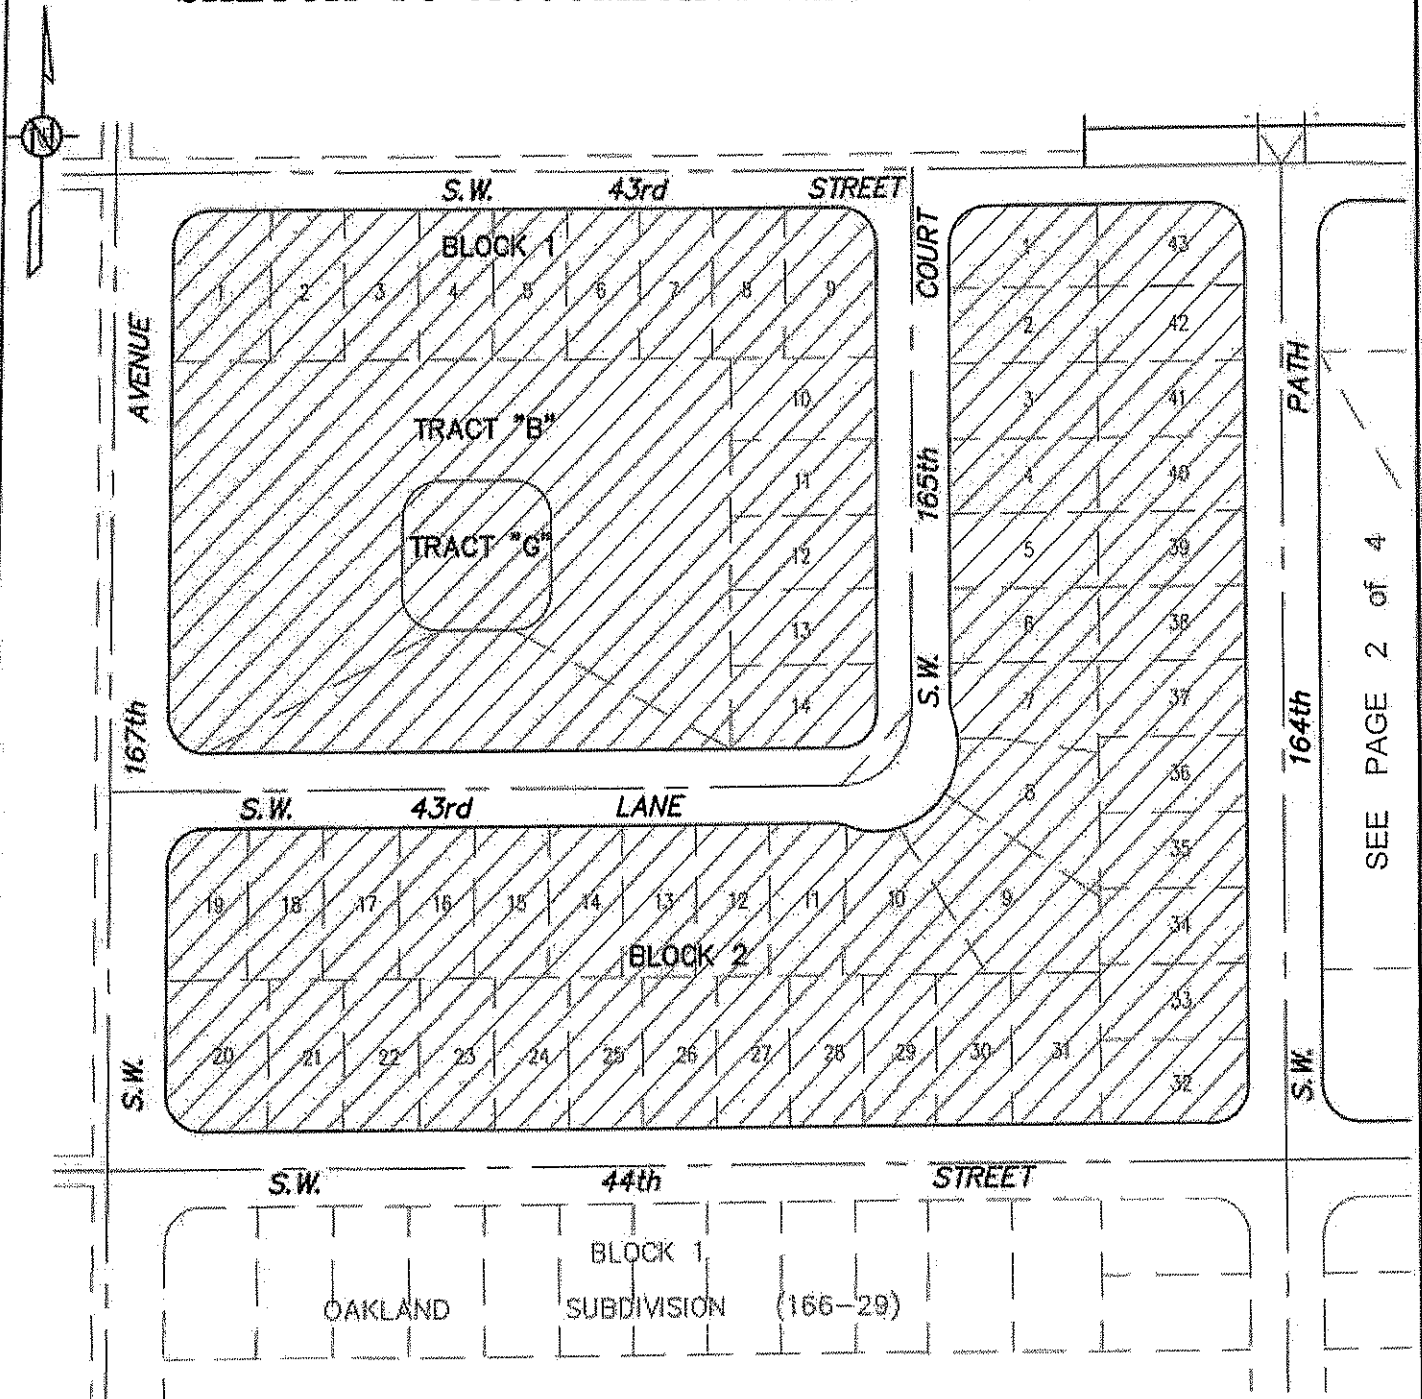 N
S.W. 43rd STREET
BLOCK 1
1 2 3 4 5 6 7 8 9
TRACT "B"
10
11
TRACT "G"
12
13
14
S.W. 167th AVENUE
S.W. 165th COURT
1 43
2 42
3 41
4 40
5 39
6 38
7 37
8 36
35
9 34
33
32
S.W. 164th PATH
SEE PAGE 2 of 4
S.W. 43rd LANE
19 18 17 16 15 14 13 12 11 10
BLOCK 2
20 21 22 23 24 25 26 27 28 29 30 31
S.W. 44th STREET
BLOCK 1
OAKLAND SUBDIVISION (166-29)